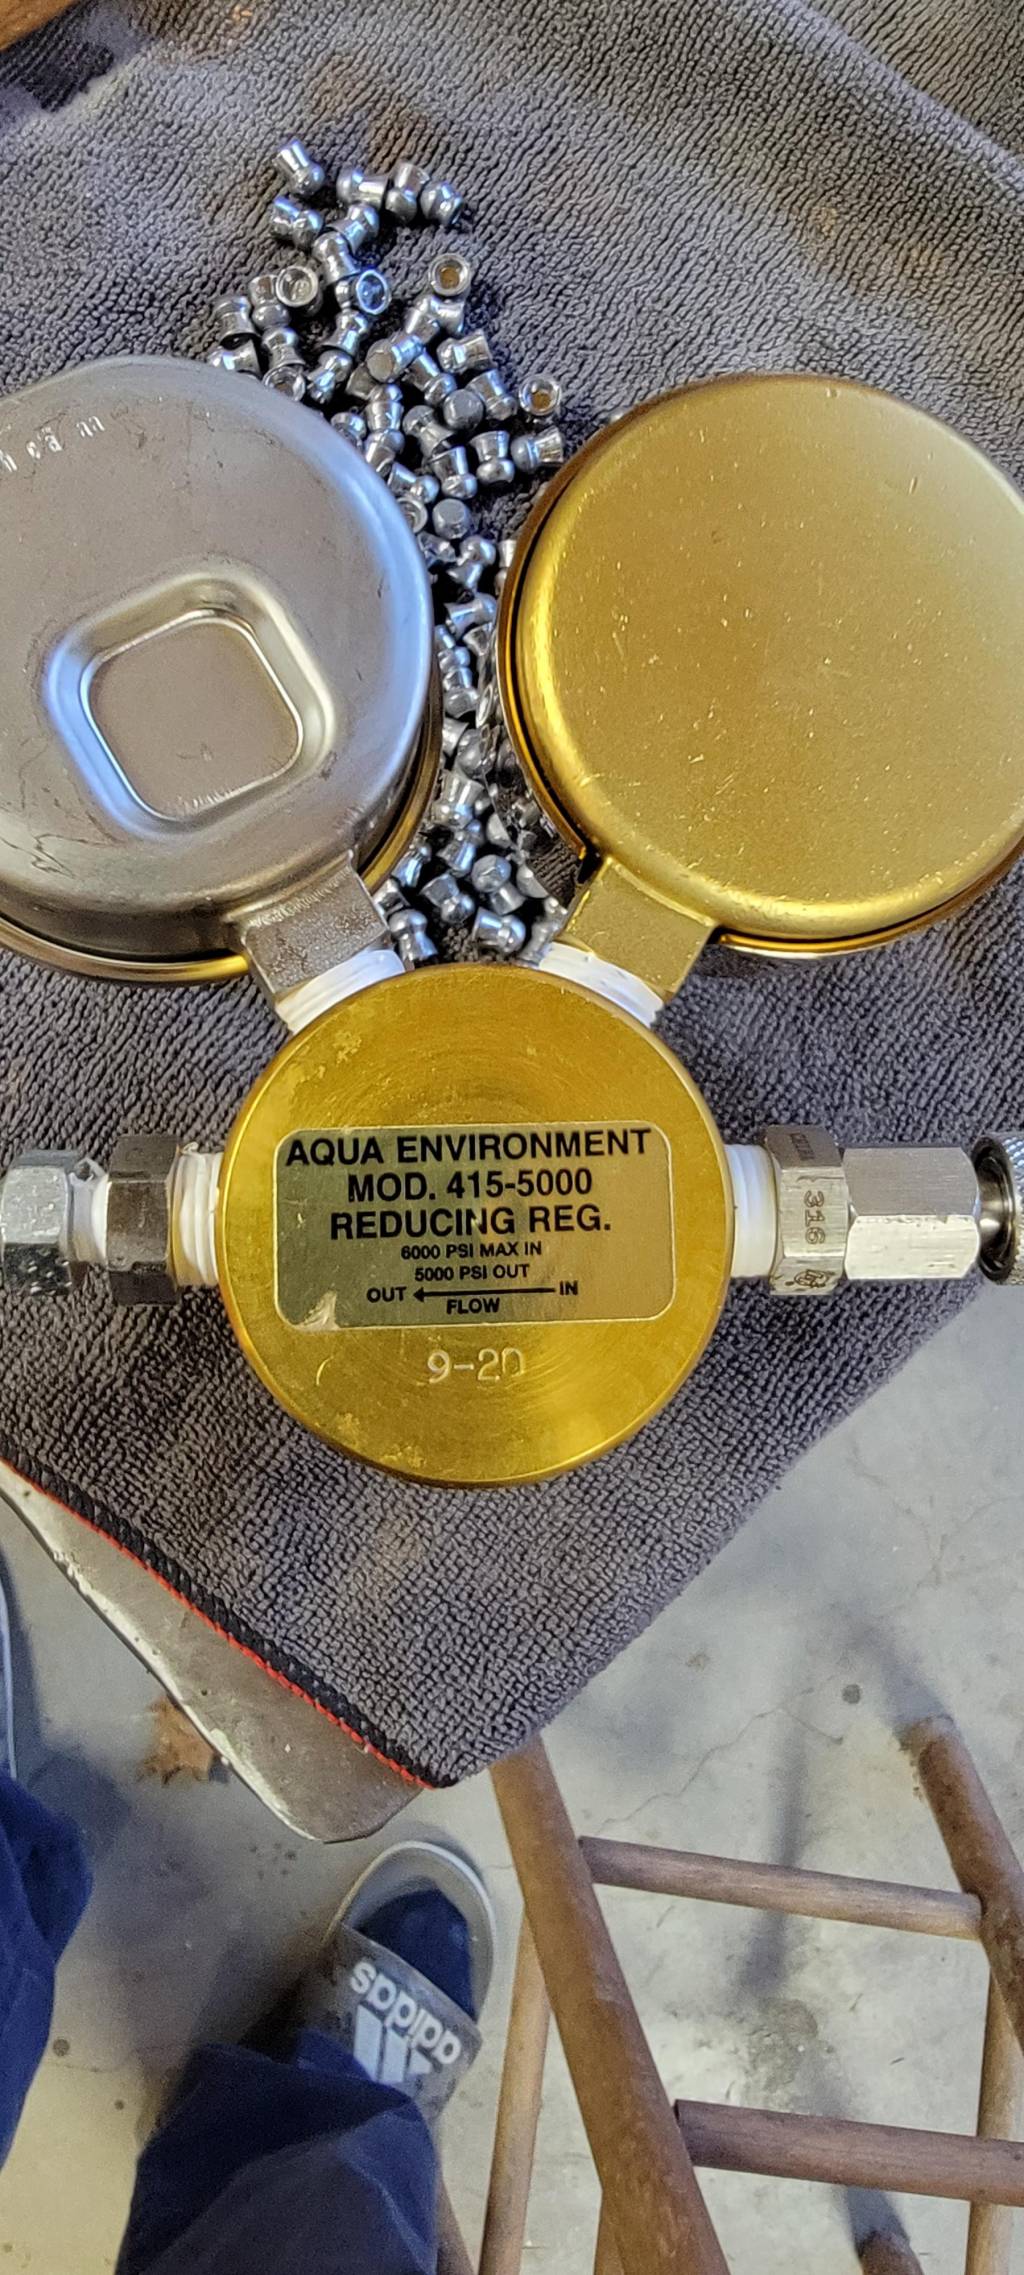 AQUA ENVIRONMENT
MOD. 415-5000
REDUCING REG.
6000 PSI MAX IN
5000 PSI OUT
OUT IN
FLOW
9-20
316
adidas